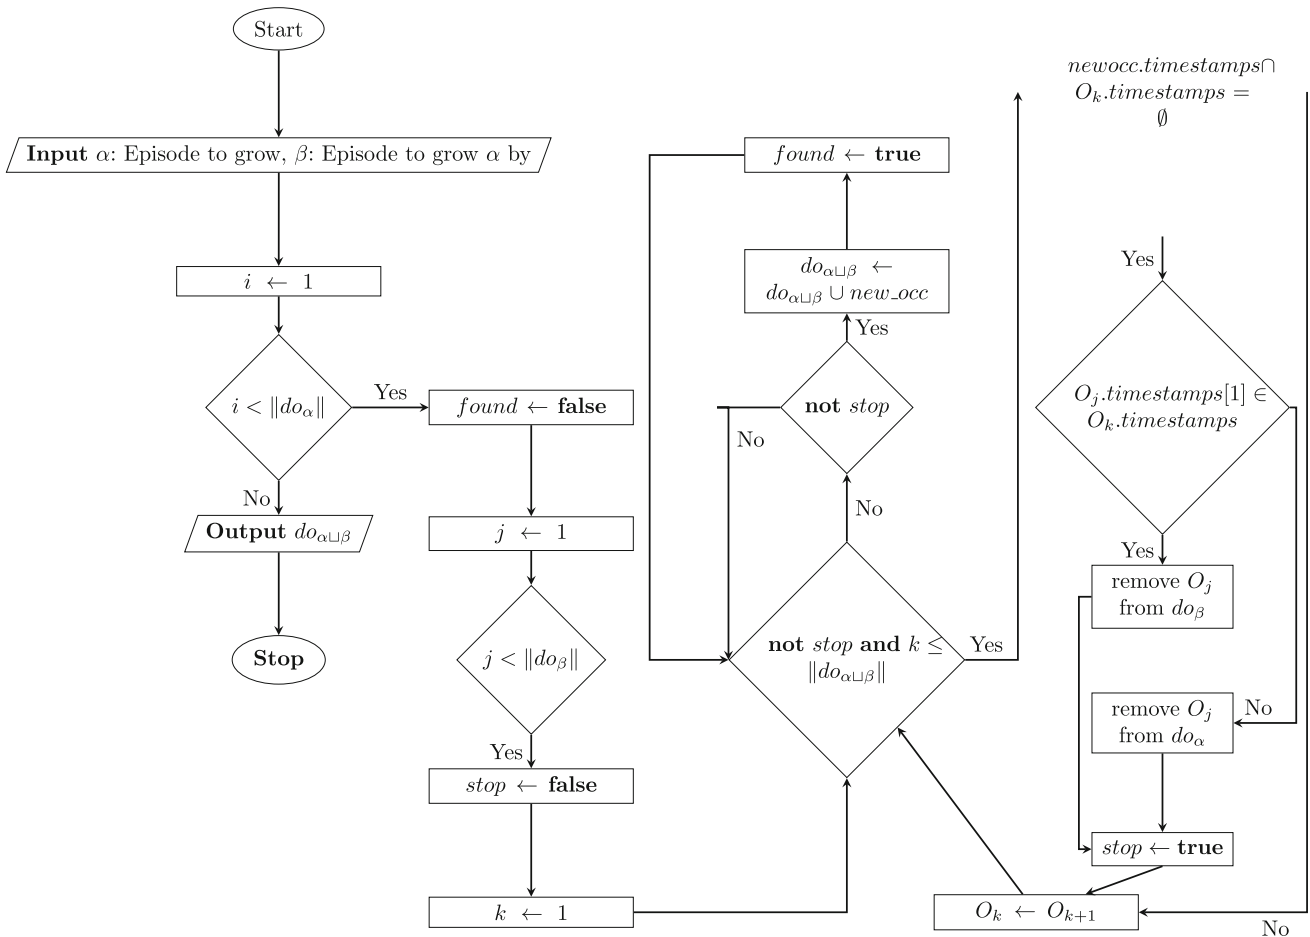 Start
Input α: Episode to grow, β: Episode to grow α by
i ← 1
i < ‖do_α‖
Yes
No
Output do_{α⊔β}
Stop
found ← false
j ← 1
j < ‖do_β‖
Yes
stop ← false
k ← 1
found ← true
do_{α⊔β} ←
do_{α⊔β} ∪ new_occ
Yes
not stop
No
No
not stop and k ≤
‖do_{α⊔β}‖
Yes
newocc.timestamps∩
O_k.timestamps =
∅
Yes
O_j.timestamps[1] ∈
O_k.timestamps
Yes
remove O_j
from do_β
No
remove O_j
from do_α
stop ← true
O_k ← O_{k+1}
No